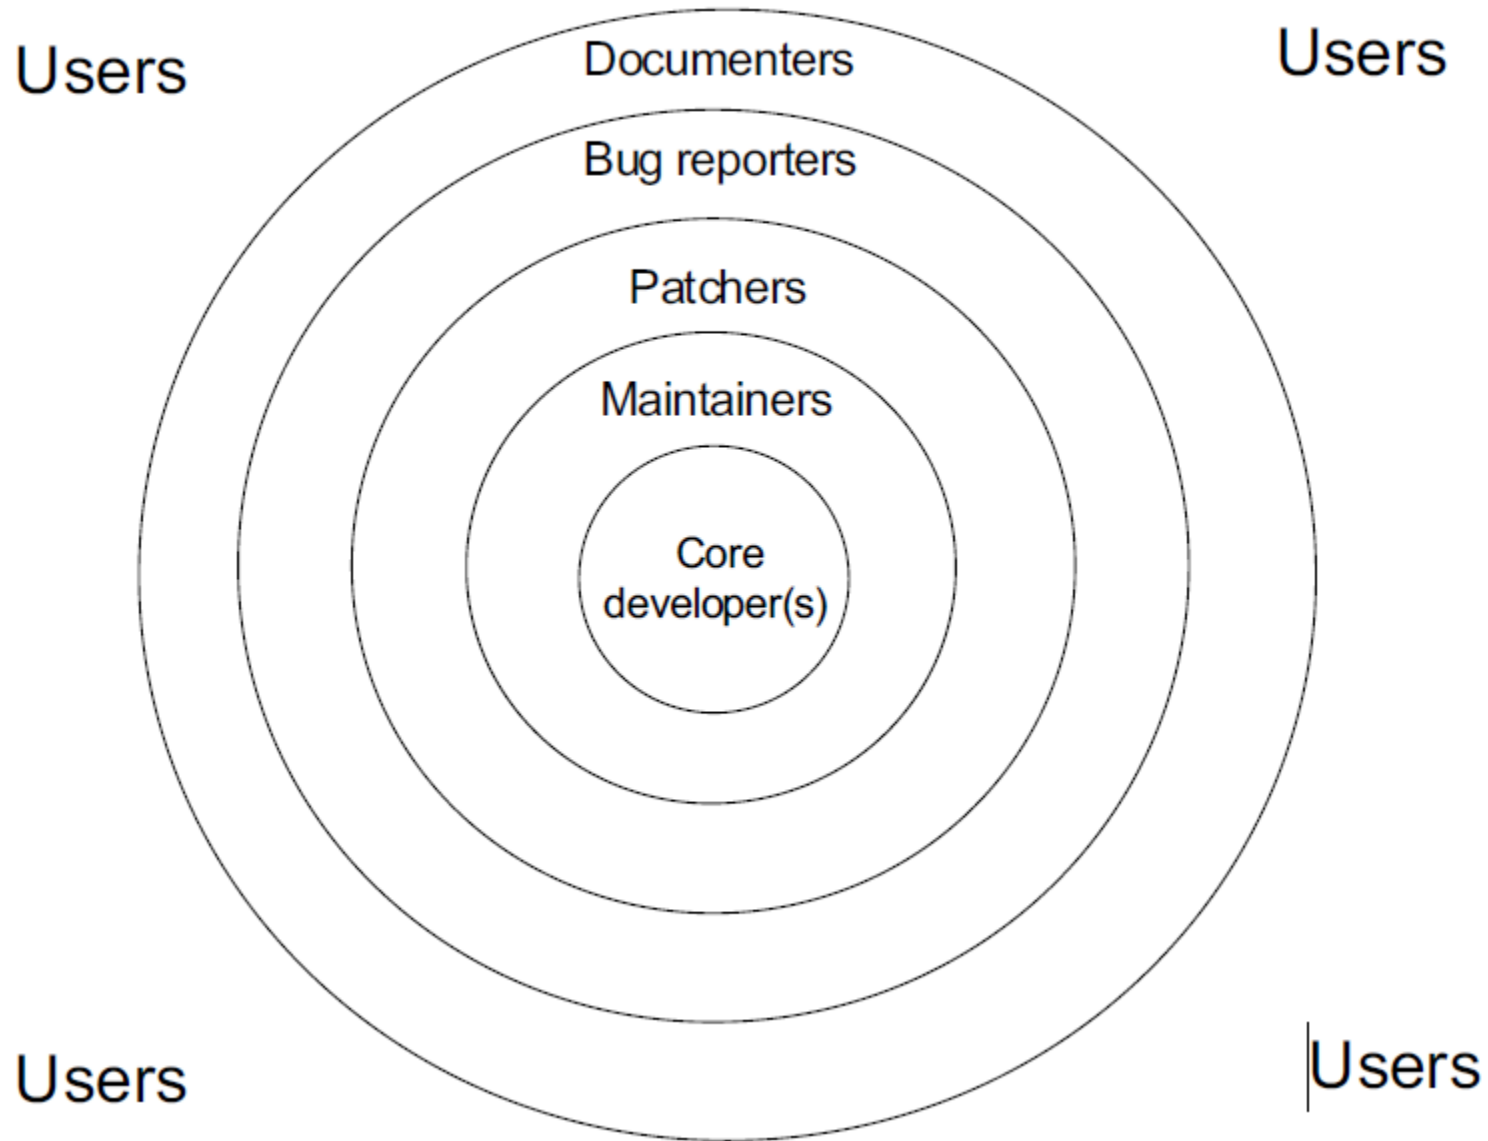 Users
Users
Documenters
Bug reporters
Patchers
Maintainers
Core
developer(s)
Users
Users